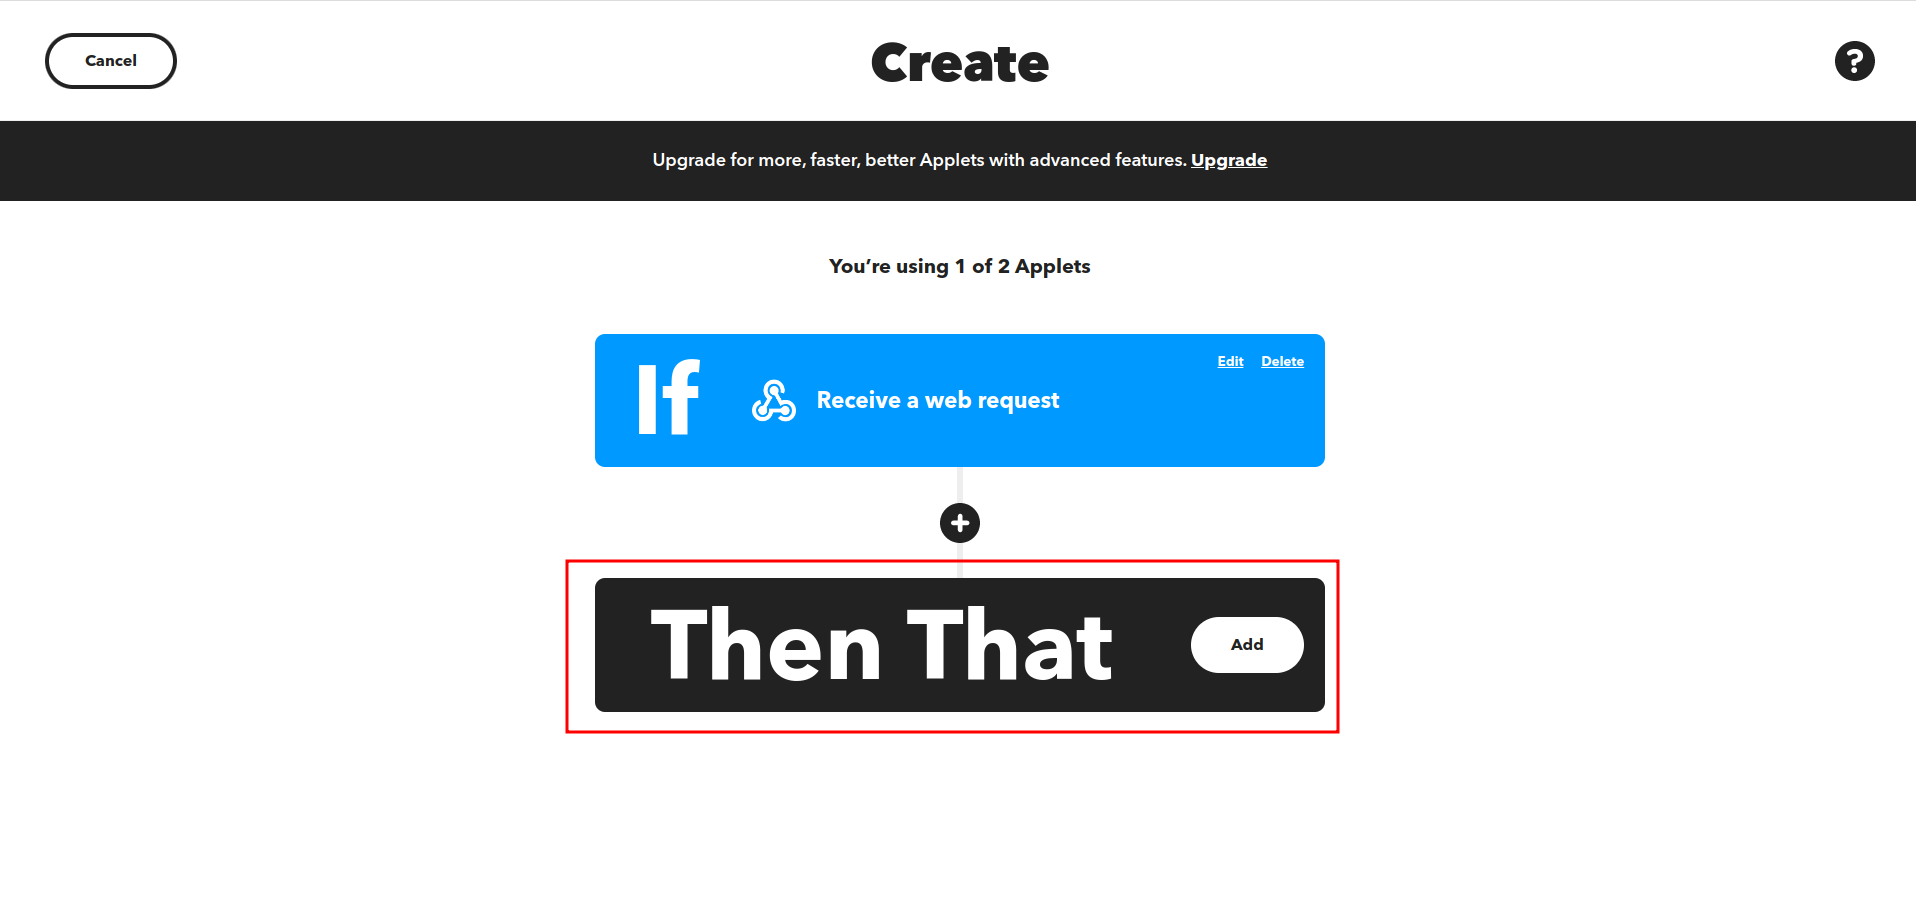 Cancel
Create
?
Upgrade for more, faster, better Applets with advanced features. Upgrade
You’re using 1 of 2 Applets
If
Receive a web request
Edit Delete
+
Then That
Add